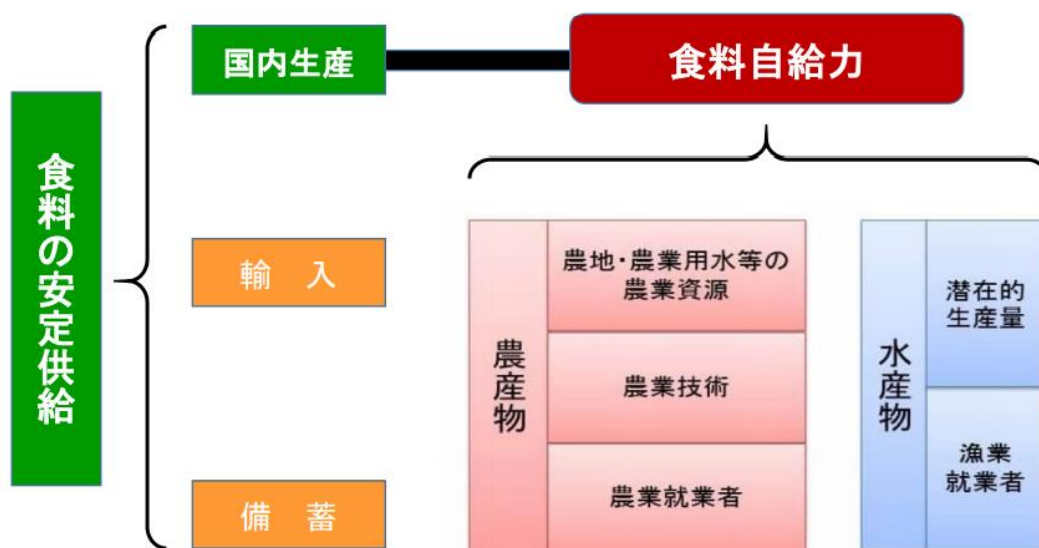 食料の安定供給
国内生産
食料自給力
輸 入
備 蓄
農産物
農地・農業用水等の
農業資源
農業技術
農業就業者
水産物
潜在的
生産量
漁業
就業者